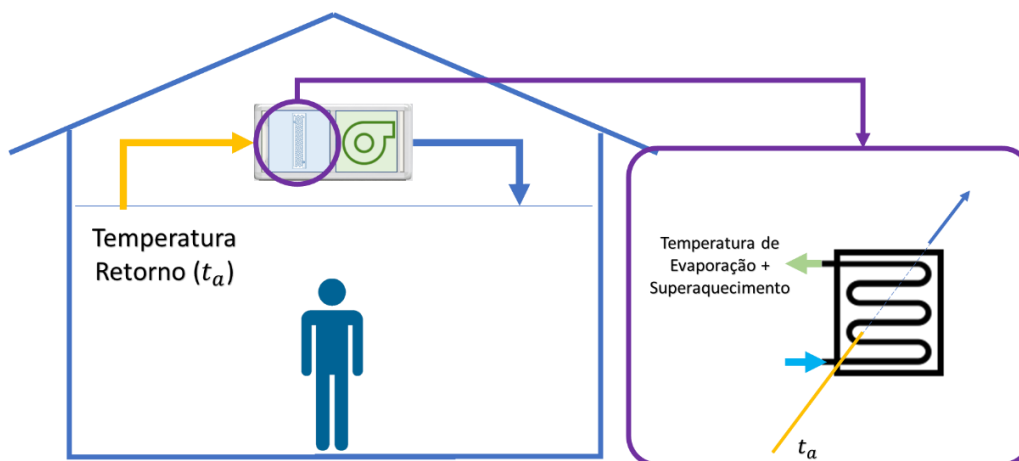 Temperatura
Retorno (tₐ)
Temperatura de
Evaporação +
Superaquecimento
tₐ